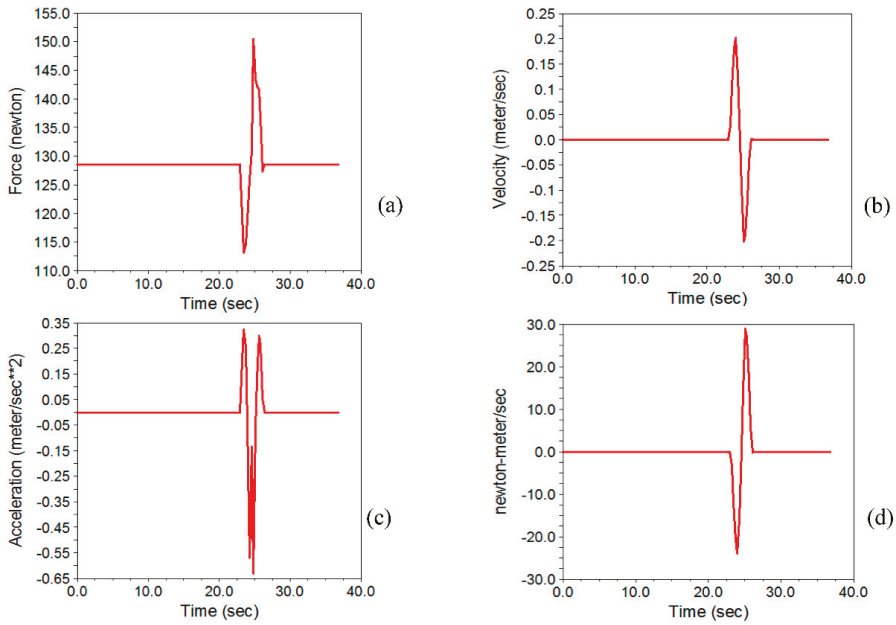 155.0
150.0
145.0
140.0
135.0
130.0
125.0
120.0
115.0
110.0
Force (newton)
0.0 10.0 20.0 30.0 40.0
Time (sec)
(a)
0.25
0.2
0.15
0.1
0.05
0.0
-0.05
-0.1
-0.15
-0.2
-0.25
Velocity (meter/sec)
0.0 10.0 20.0 30.0 40.0
Time (sec)
(b)
0.35
0.25
0.15
0.05
-0.05
-0.15
-0.25
-0.35
-0.45
-0.55
-0.65
Acceleration (meter/sec**2)
0.0 10.0 20.0 30.0 40.0
Time (sec)
(c)
30.0
20.0
10.0
0.0
-10.0
-20.0
-30.0
newton-meter/sec
0.0 10.0 20.0 30.0 40.0
Time (sec)
(d)